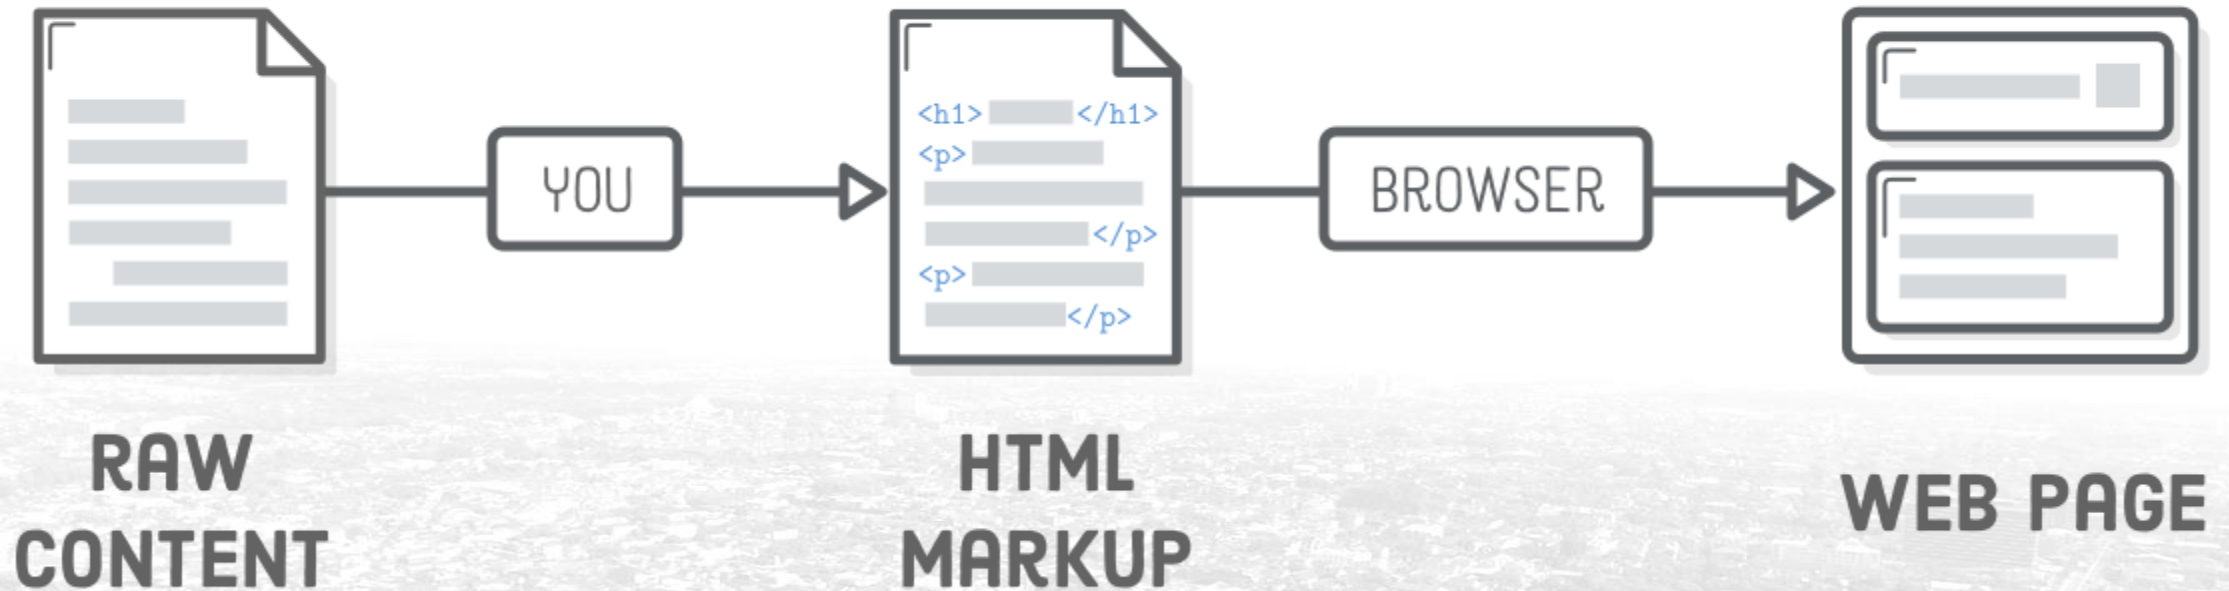 <h1> </h1>
<p>
</p>
<p>
</p>
YOU
BROWSER
RAW
CONTENT
HTML
MARKUP
WEB PAGE